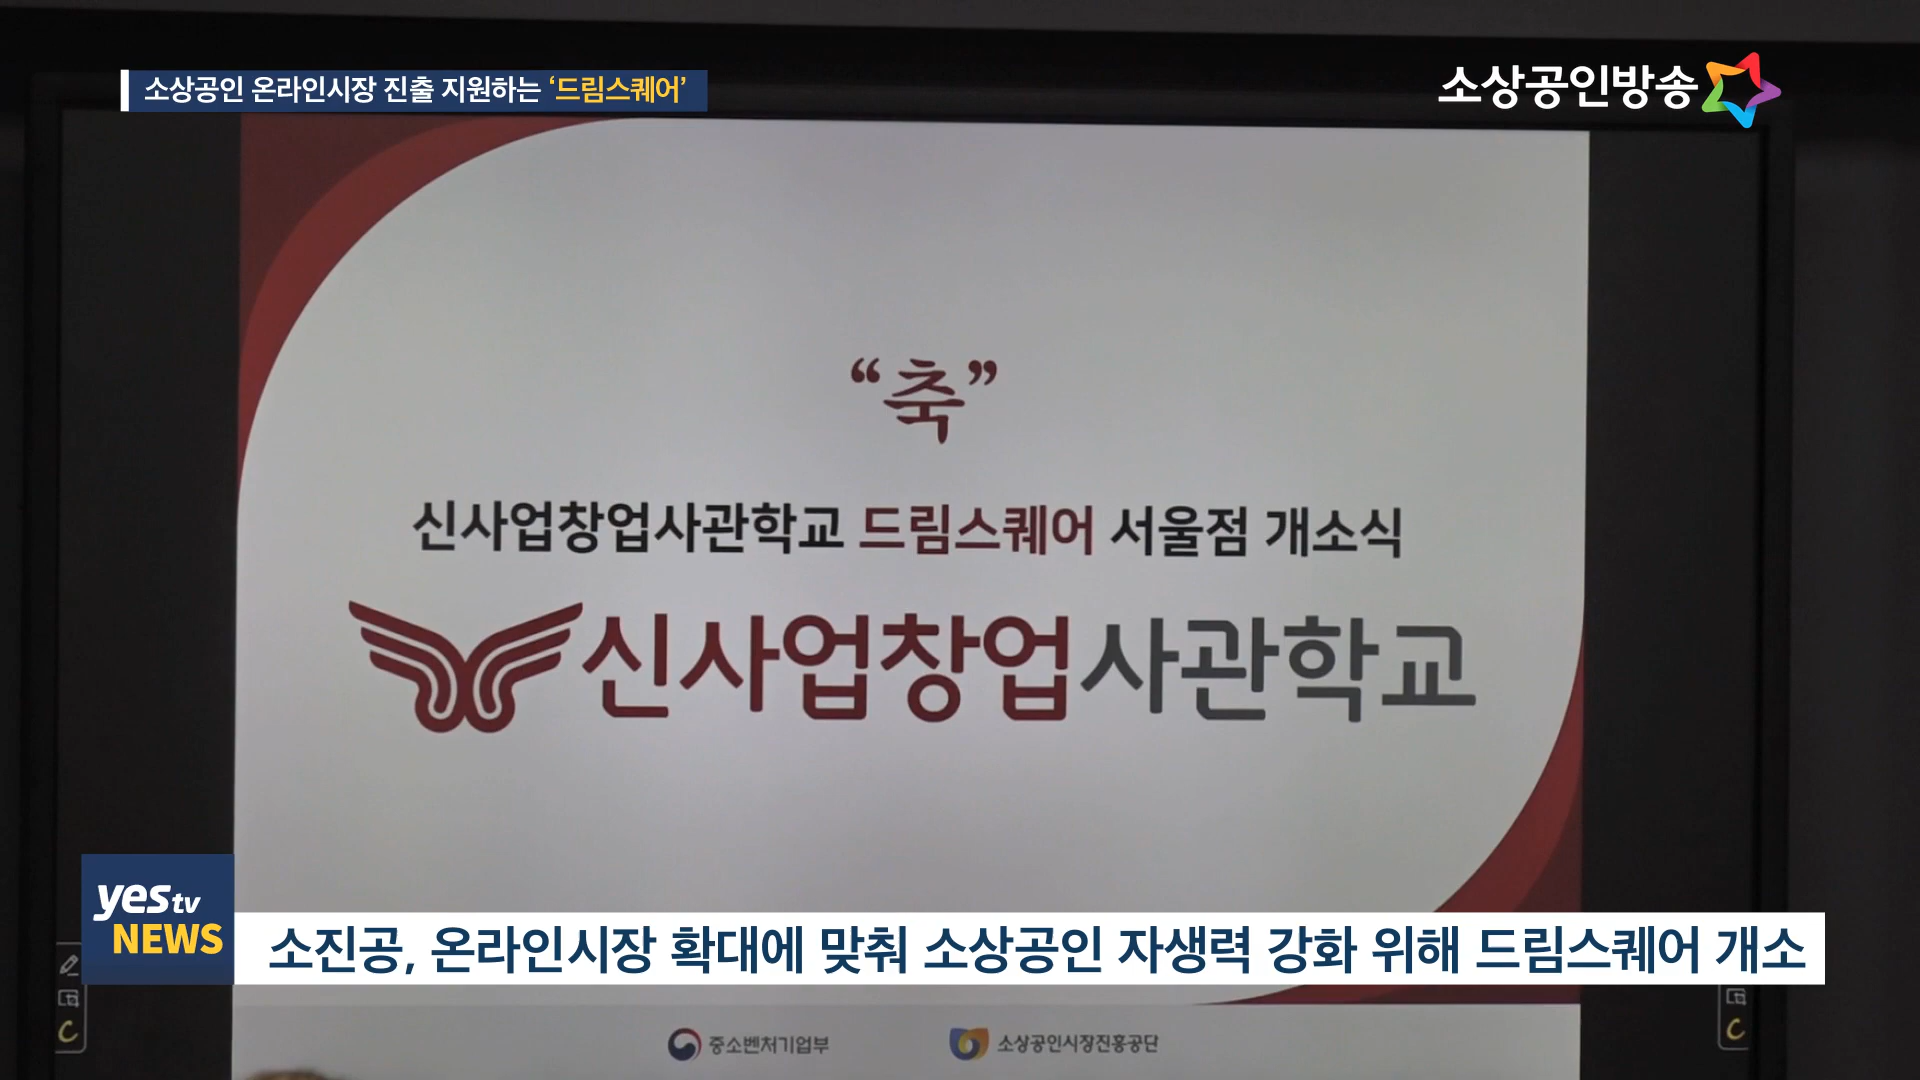 소상공인 온라인시장 진출 지원하는 ‘드림스퀘어’
소상공인방송
“축”
신사업창업사관학교 드림스퀘어 서울점 개소식
신사업창업사관학교
yes tv
NEWS
소진공, 온라인시장 확대에 맞춰 소상공인 자생력 강화 위해 드림스퀘어 개소
중소벤처기업부
소상공인시장진흥공단